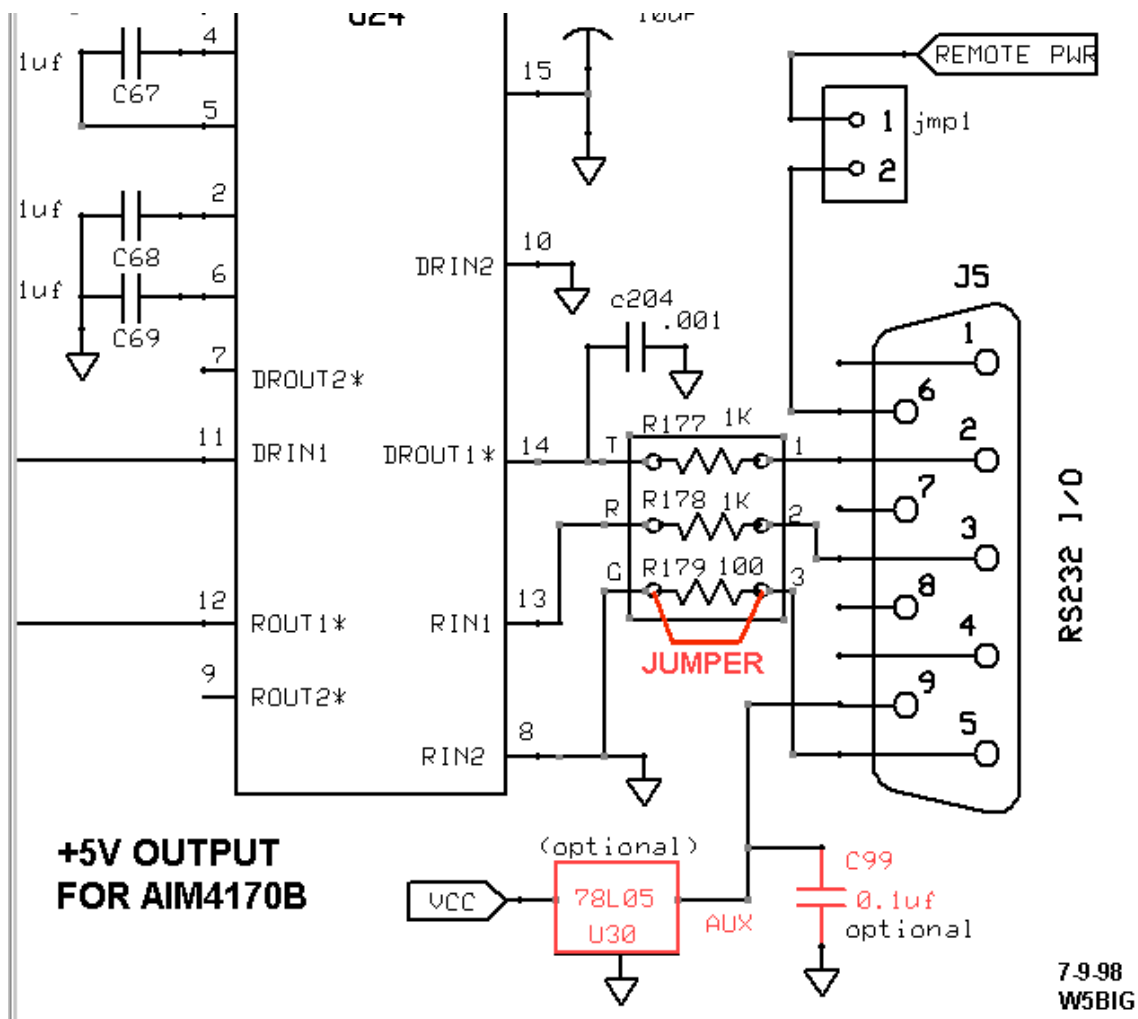 U24
10uF
4
1uf
C67
5
15
REMOTE PWR
1 jmp1
2
2
1uf
C68
6
1uf
C69
10
DRIN2
J5
c204
.001
1
7
DROUT2*
6
R177 1K
2
11
DRIN1
DROUT1*
14
T
1
7
R178 1K
R
2
3
G
R179 100
3
8
12
ROUT1*
RIN1
13
JUMPER
4
RS232 I/O
9
ROUT2*
9
8
RIN2
5
+5V OUTPUT
FOR AIM4170B
(optional)
VCC
78L05
U30
AUX
C99
0.1uf
optional
7-9-98
W5BIG